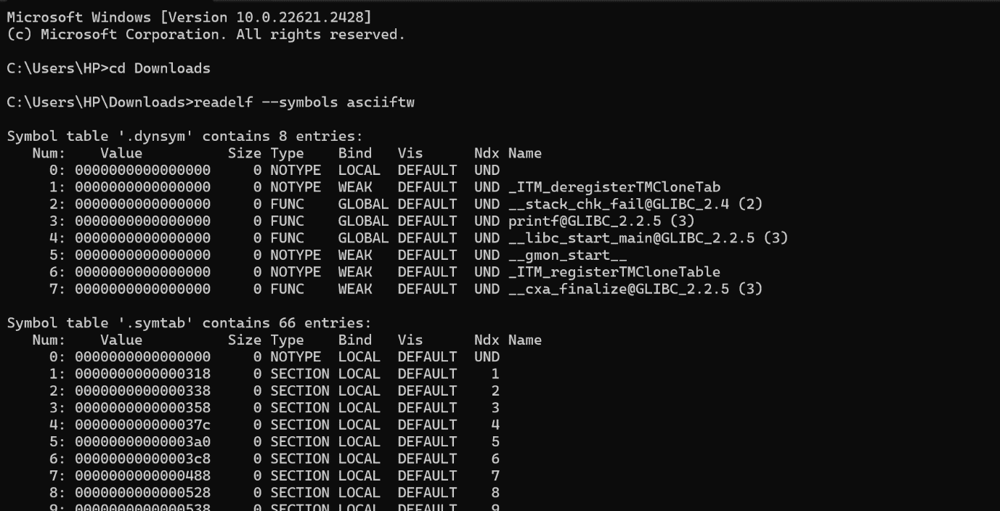 Microsoft Windows [Version 10.0.22621.2428]
(c) Microsoft Corporation. All rights reserved.
C:\Users\HP>cd Downloads
C:\Users\HP\Downloads>readelf --symbols asciiftw
Symbol table '.dynsym' contains 8 entries:
   Num:    Value          Size Type    Bind   Vis      Ndx Name
     0: 0000000000000000     0 NOTYPE  LOCAL  DEFAULT  UND
     1: 0000000000000000     0 NOTYPE  WEAK   DEFAULT  UND _ITM_deregisterTMCloneTab
     2: 0000000000000000     0 FUNC    GLOBAL DEFAULT  UND __stack_chk_fail@GLIBC_2.4 (2)
     3: 0000000000000000     0 FUNC    GLOBAL DEFAULT  UND printf@GLIBC_2.2.5 (3)
     4: 0000000000000000     0 FUNC    GLOBAL DEFAULT  UND __libc_start_main@GLIBC_2.2.5 (3)
     5: 0000000000000000     0 NOTYPE  WEAK   DEFAULT  UND __gmon_start__
     6: 0000000000000000     0 NOTYPE  WEAK   DEFAULT  UND _ITM_registerTMCloneTable
     7: 0000000000000000     0 FUNC    WEAK   DEFAULT  UND __cxa_finalize@GLIBC_2.2.5 (3)
Symbol table '.symtab' contains 66 entries:
   Num:    Value          Size Type    Bind   Vis      Ndx Name
     0: 0000000000000000     0 NOTYPE  LOCAL  DEFAULT  UND
     1: 0000000000000318     0 SECTION LOCAL  DEFAULT    1
     2: 0000000000000338     0 SECTION LOCAL  DEFAULT    2
     3: 0000000000000358     0 SECTION LOCAL  DEFAULT    3
     4: 000000000000037c     0 SECTION LOCAL  DEFAULT    4
     5: 00000000000003a0     0 SECTION LOCAL  DEFAULT    5
     6: 00000000000003c8     0 SECTION LOCAL  DEFAULT    6
     7: 0000000000000488     0 SECTION LOCAL  DEFAULT    7
     8: 0000000000000528     0 SECTION LOCAL  DEFAULT    8
     9: 0000000000000538     0 SECTION LOCAL  DEFAULT    9